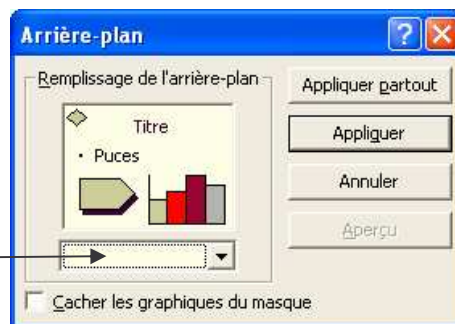 Arrière-plan
Remplissage de l'arrière-plan
Titre
• Puces
Appliquer partout
Appliquer
Annuler
Aperçu
Cacher les graphiques du masque